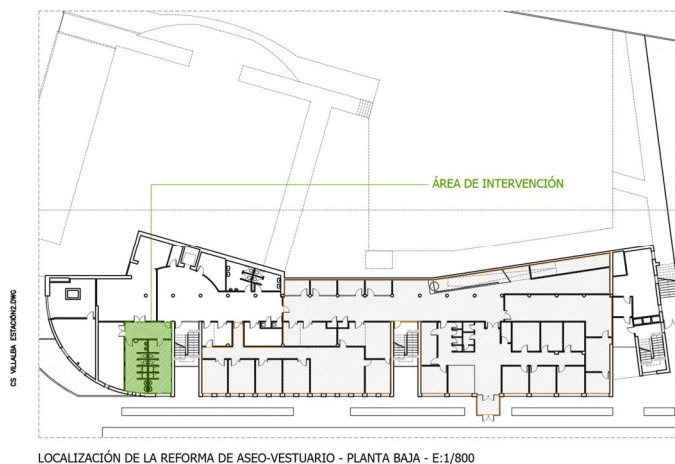 ÁREA DE INTERVENCIÓN
CS VILLALBA ESTACIÓN2.DWG
LOCALIZACIÓN DE LA REFORMA DE ASEO-VESTUARIO - PLANTA BAJA - E:1/800